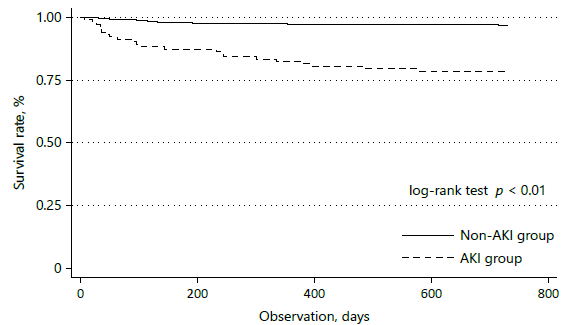 1.00
0.75
0.50
0.25
0
Survival rate, %
log-rank test p < 0.01
Non-AKI group
AKI group
0 200 400 600 800
Observation, days